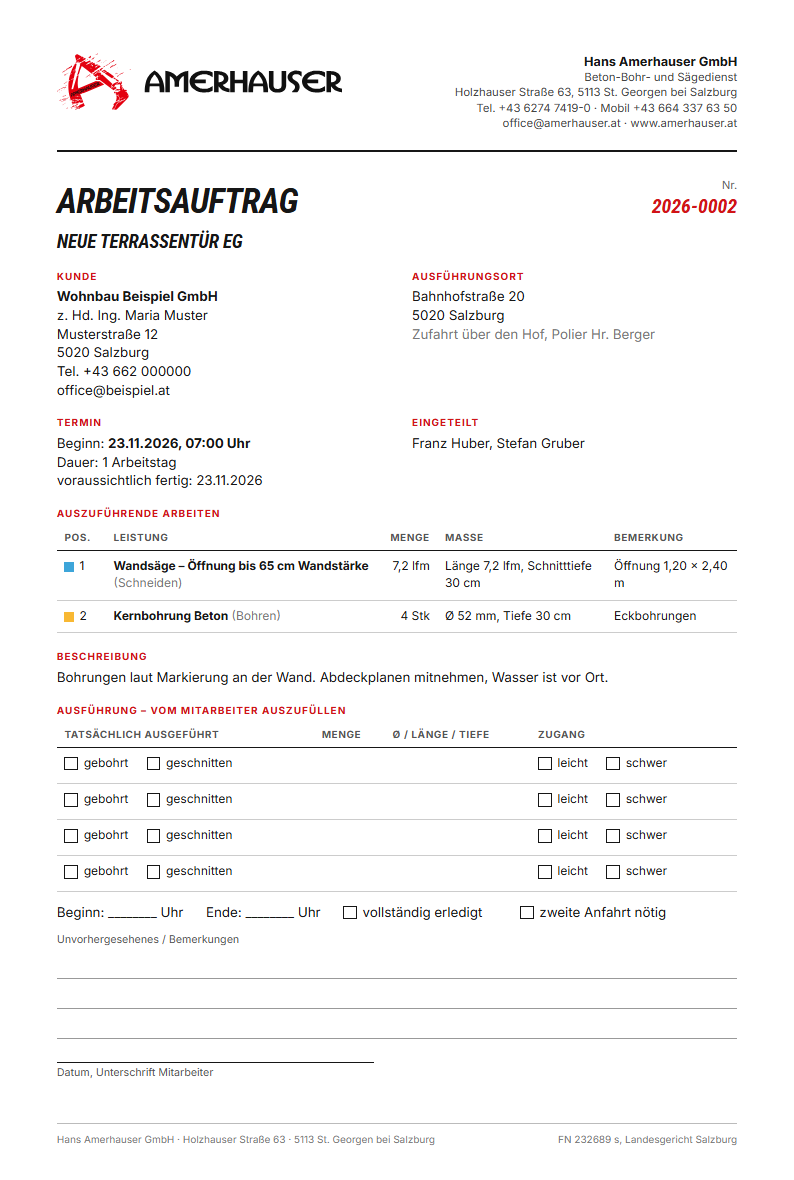 AMERHAUSER
Hans Amerhauser GmbH
Beton-Bohr- und Sägedienst
Holzhauser Straße 63, 5113 St. Georgen bei Salzburg
Tel. +43 6274 7419-0 · Mobil +43 664 337 63 50
office@amerhauser.at · www.amerhauser.at
ARBEITSAUFTRAG
Nr.
2026-0002
NEUE TERRASSENTÜR EG
KUNDE
Wohnbau Beispiel GmbH
z. Hd. Ing. Maria Muster
Musterstraße 12
5020 Salzburg
Tel. +43 662 000000
office@beispiel.at
AUSFÜHRUNGSORT
Bahnhofstraße 20
5020 Salzburg
Zufahrt über den Hof, Polier Hr. Berger
TERMIN
Beginn: 23.11.2026, 07:00 Uhr
Dauer: 1 Arbeitstag
voraussichtlich fertig: 23.11.2026
EINGETEILT
Franz Huber, Stefan Gruber
AUSZUFÜHRENDE ARBEITEN
POS. LEISTUNG MENGE MASSE BEMERKUNG
1 Wandsäge – Öffnung bis 65 cm Wandstärke 7,2 lfm Länge 7,2 lfm, Schnitttiefe Öffnung 1,20 × 2,40
(Schneiden) 30 cm m
2 Kernbohrung Beton (Bohren) 4 Stk Ø 52 mm, Tiefe 30 cm Eckbohrungen
BESCHREIBUNG
Bohrungen laut Markierung an der Wand. Abdeckplanen mitnehmen, Wasser ist vor Ort.
AUSFÜHRUNG – VOM MITARBEITER AUSZUFÜLLEN
TATSÄCHLICH AUSGEFÜHRT MENGE Ø / LÄNGE / TIEFE ZUGANG
gebohrt geschnitten leicht schwer
gebohrt geschnitten leicht schwer
gebohrt geschnitten leicht schwer
gebohrt geschnitten leicht schwer
Beginn: ________ Uhr Ende: ________ Uhr vollständig erledigt zweite Anfahrt nötig
Unvorhergesehenes / Bemerkungen
Datum, Unterschrift Mitarbeiter
Hans Amerhauser GmbH · Holzhauser Straße 63 · 5113 St. Georgen bei Salzburg FN 232689 s, Landesgericht Salzburg